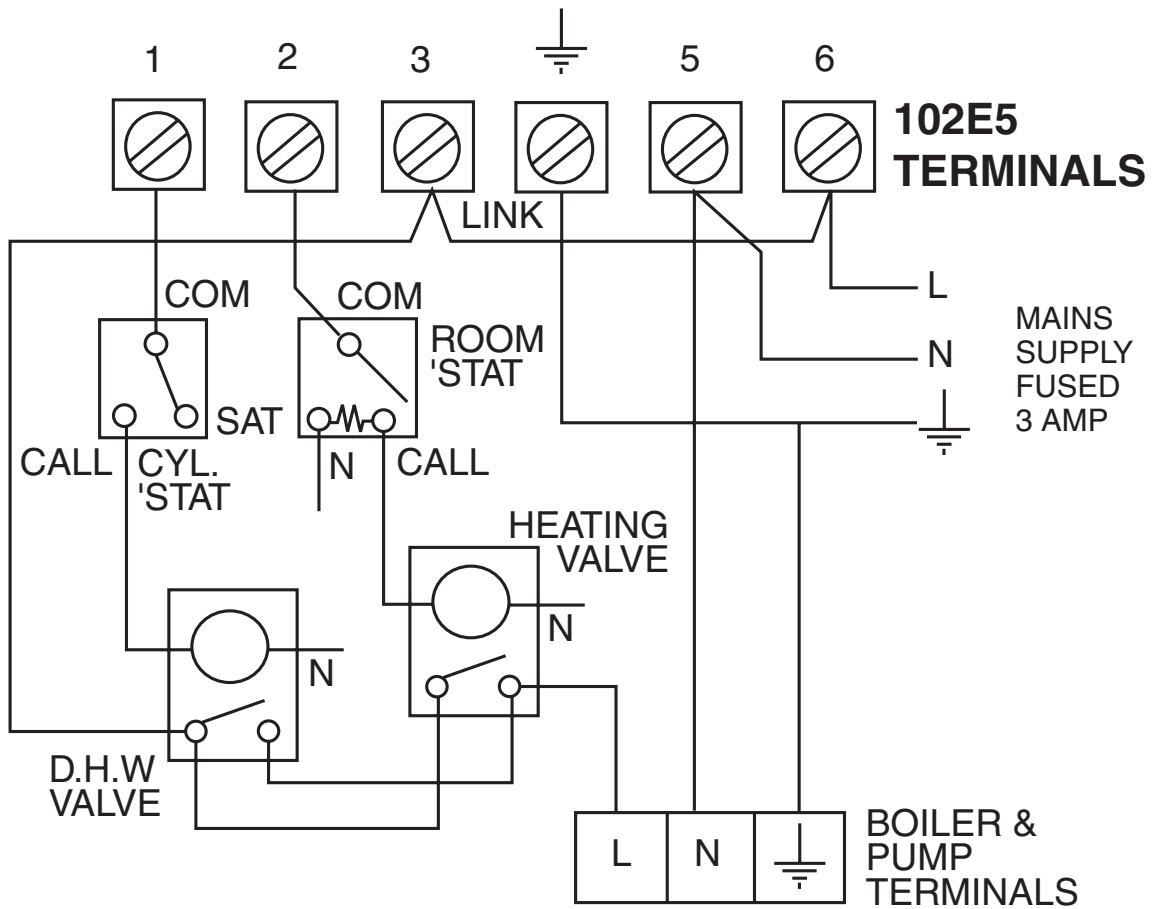 1 2 3 5 6
102E5
TERMINALS
LINK
COM
COM
ROOM
'STAT
SAT
CALL
CYL.
'STAT
N
CALL
L
N
MAINS
SUPPLY
FUSED
3 AMP
HEATING
VALVE
N
N
D.H.W
VALVE
L N
BOILER &
PUMP
TERMINALS